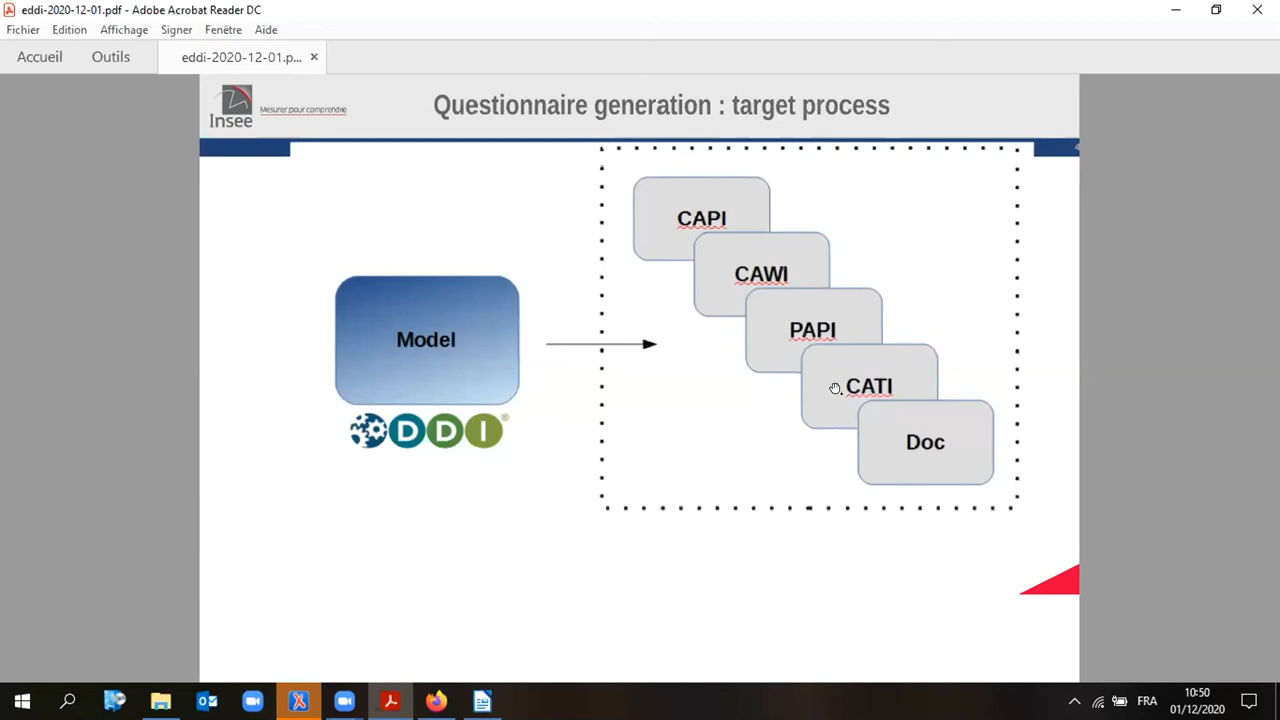 eddi-2020-12-01.pdf - Adobe Acrobat Reader DC
Fichier Edition Affichage Signer Fenêtre Aide
Accueil Outils eddi-2020-12-01.p... ×
Insee Mesurer pour comprendre
Questionnaire generation : target process
CAPI
CAWI
PAPI
CATI
Doc
Model
DDI®
FRA
10:50
01/12/2020